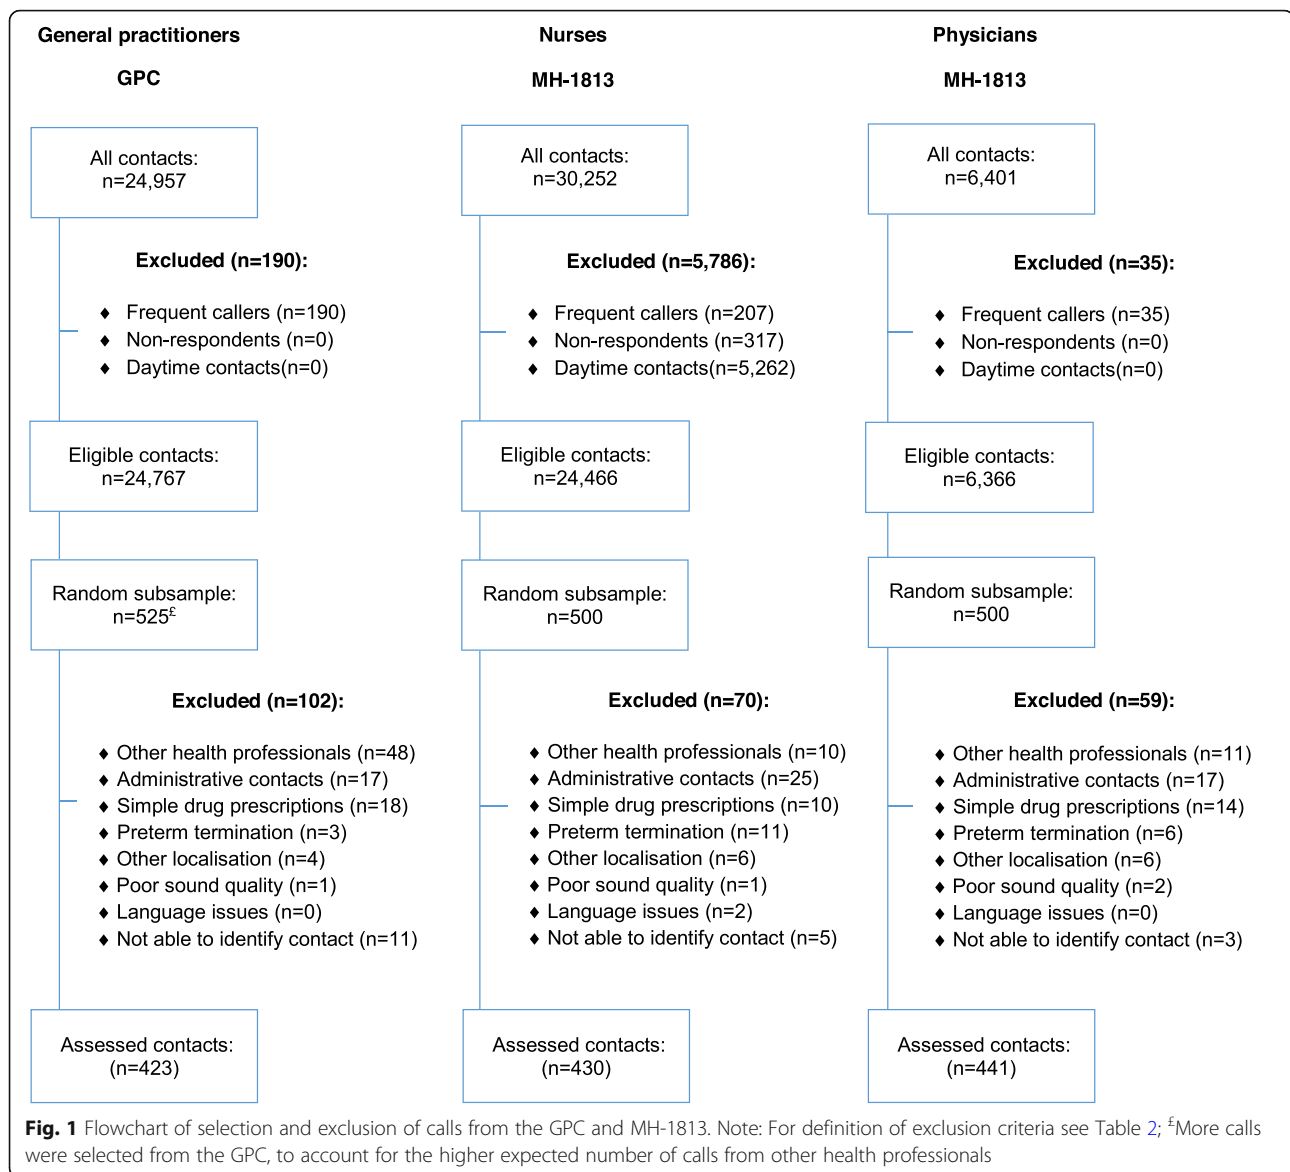 General practitioners
GPC
All contacts:
n=24,957
Excluded (n=190):
♦ Frequent callers (n=190)
♦ Non-respondents (n=0)
♦ Daytime contacts(n=0)
Eligible contacts:
n=24,767
Random subsample:
n=525£
Excluded (n=102):
♦ Other health professionals (n=48)
♦ Administrative contacts (n=17)
♦ Simple drug prescriptions (n=18)
♦ Preterm termination (n=3)
♦ Other localisation (n=4)
♦ Poor sound quality (n=1)
♦ Language issues (n=0)
♦ Not able to identify contact (n=11)
Assessed contacts:
(n=423)
Nurses
MH-1813
All contacts:
n=30,252
Excluded (n=5,786):
♦ Frequent callers (n=207)
♦ Non-respondents (n=317)
♦ Daytime contacts(n=5,262)
Eligible contacts:
n=24,466
Random subsample:
n=500
Excluded (n=70):
♦ Other health professionals (n=10)
♦ Administrative contacts (n=25)
♦ Simple drug prescriptions (n=10)
♦ Preterm termination (n=11)
♦ Other localisation (n=6)
♦ Poor sound quality (n=1)
♦ Language issues (n=2)
♦ Not able to identify contact (n=5)
Assessed contacts:
(n=430)
Physicians
MH-1813
All contacts:
n=6,401
Excluded (n=35):
♦ Frequent callers (n=35)
♦ Non-respondents (n=0)
♦ Daytime contacts(n=0)
Eligible contacts:
n=6,366
Random subsample:
n=500
Excluded (n=59):
♦ Other health professionals (n=11)
♦ Administrative contacts (n=17)
♦ Simple drug prescriptions (n=14)
♦ Preterm termination (n=6)
♦ Other localisation (n=6)
♦ Poor sound quality (n=2)
♦ Language issues (n=0)
♦ Not able to identify contact (n=3)
Assessed contacts:
(n=441)
Fig. 1 Flowchart of selection and exclusion of calls from the GPC and MH-1813. Note: For definition of exclusion criteria see Table 2; £More calls
were selected from the GPC, to account for the higher expected number of calls from other health professionals